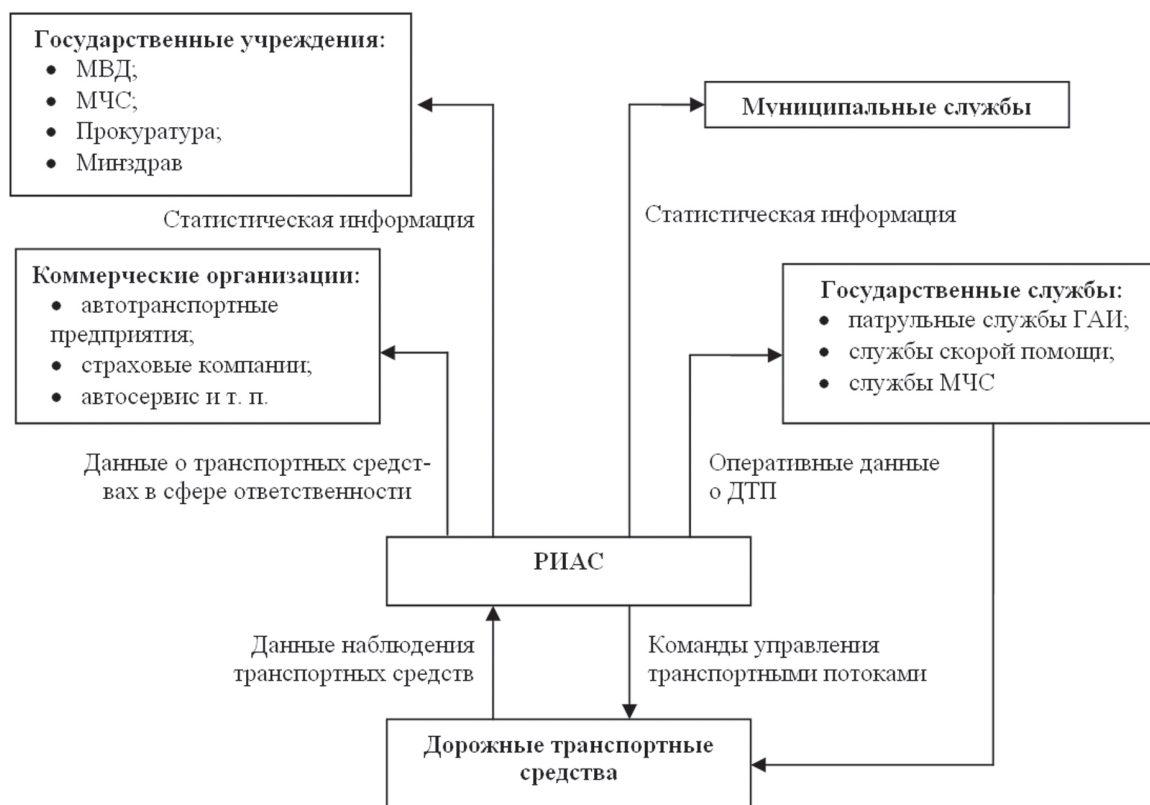 Государственные учреждения:
• МВД;
• МЧС;
• Прокуратура;
• Минздрав
Муниципальные службы
Статистическая информация
Статистическая информация
Коммерческие организации:
• автотранспортные
предприятия;
• страховые компании;
• автосервис и т. п.
Государственные службы:
• патрульные службы ГАИ;
• службы скорой помощи;
• службы МЧС
Данные о транспортных средст-
вах в сфере ответственности
Оперативные данные
о ДТП
РИАС
Данные наблюдения
транспортных средств
Команды управления
транспортными потоками
Дорожные транспортные
средства